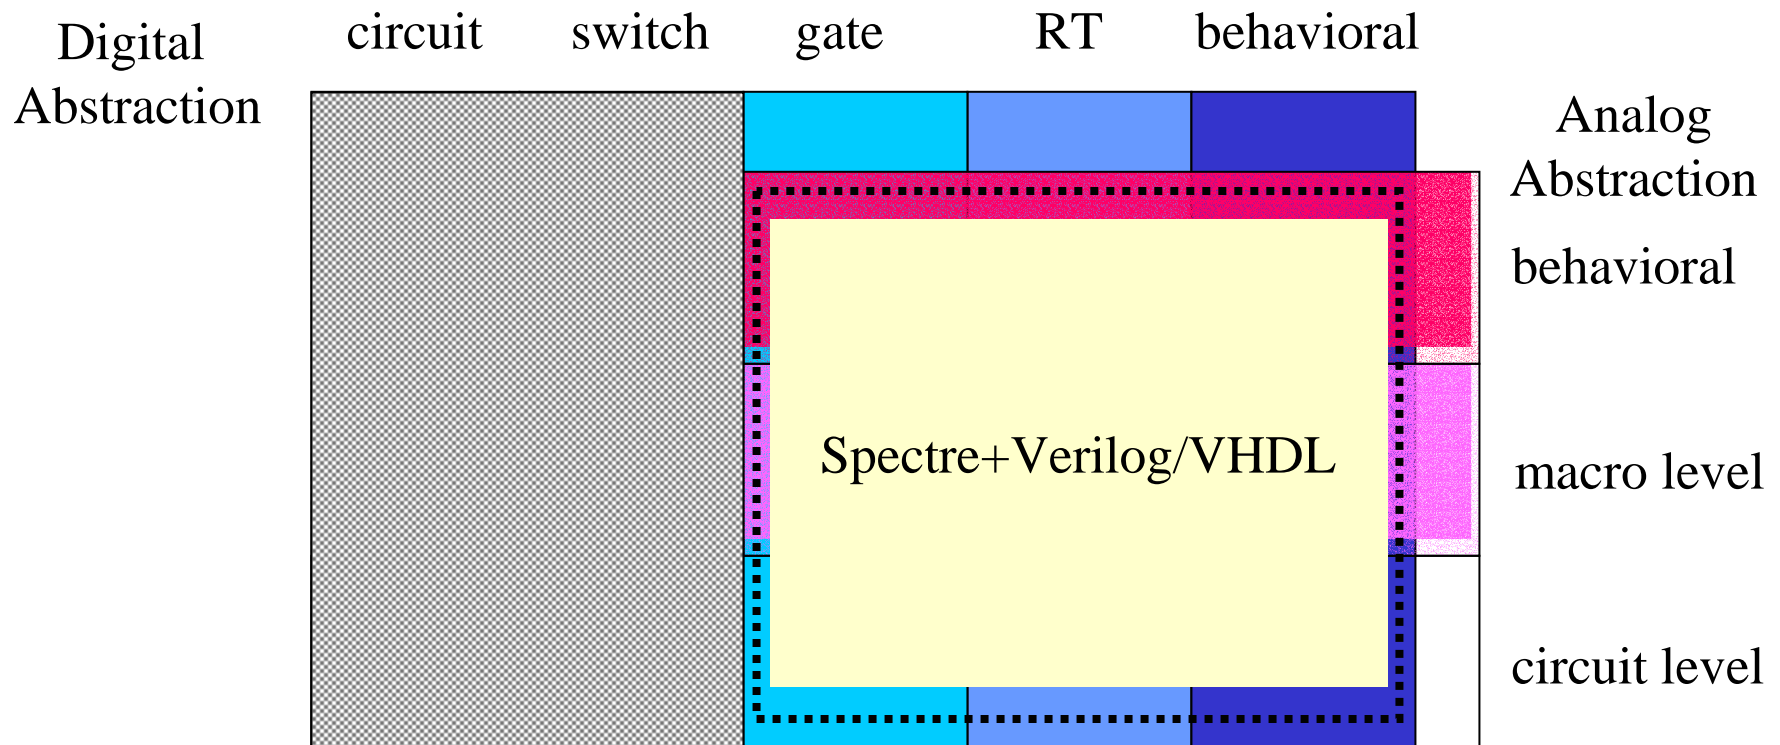 Digital
Abstraction
circuit
switch
gate
RT
behavioral
Analog
Abstraction
behavioral
Spectre+Verilog/VHDL
macro level
circuit level